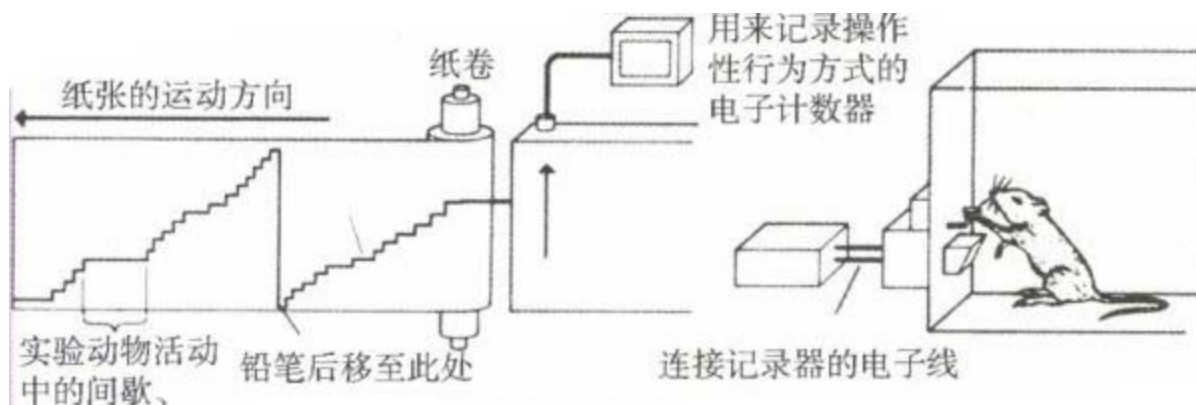 纸张的运动方向
纸卷
用来记录操作
性行为方式的
电子计数器
实验动物活动
中的间歇、
铅笔后移至此处
连接记录器的电子线